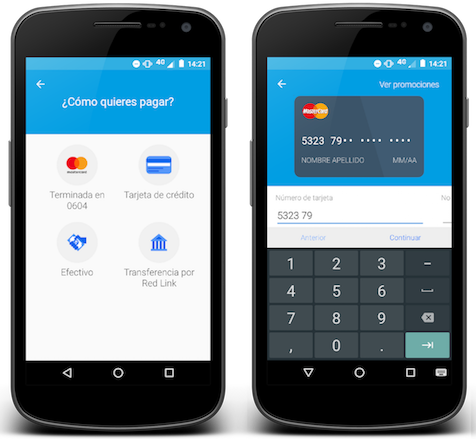 4G 14:21
¿Cómo quieres pagar?
mastercard
Terminada en
0604
Tarjeta de crédito
Efectivo
Transferencia por
Red Link
4G 14:21
Ver promociones
MasterCard
5323 79•• •••• ••••
NOMBRE APELLIDO MM/AA
Número de tarjeta No
5323 79
Anterior Continuar
1 2 3 –
4 5 6
7 8 9
, 0 .